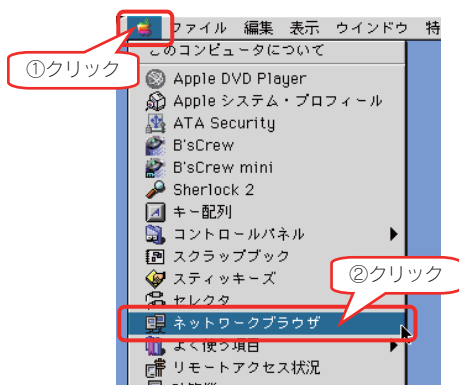 ファイル 編集 表示 ウインドウ 特
①クリック
このコンピュータについて
Apple DVD Player
Apple システム・プロフィール
ATA Security
B'sCrew
B'sCrew mini
Sherlock 2
キー配列
コントロールパネル
スクラップブック
②クリック
スティッキーズ
セレクタ
ネットワークブラウザ
よく使う項目
リモートアクセス状況